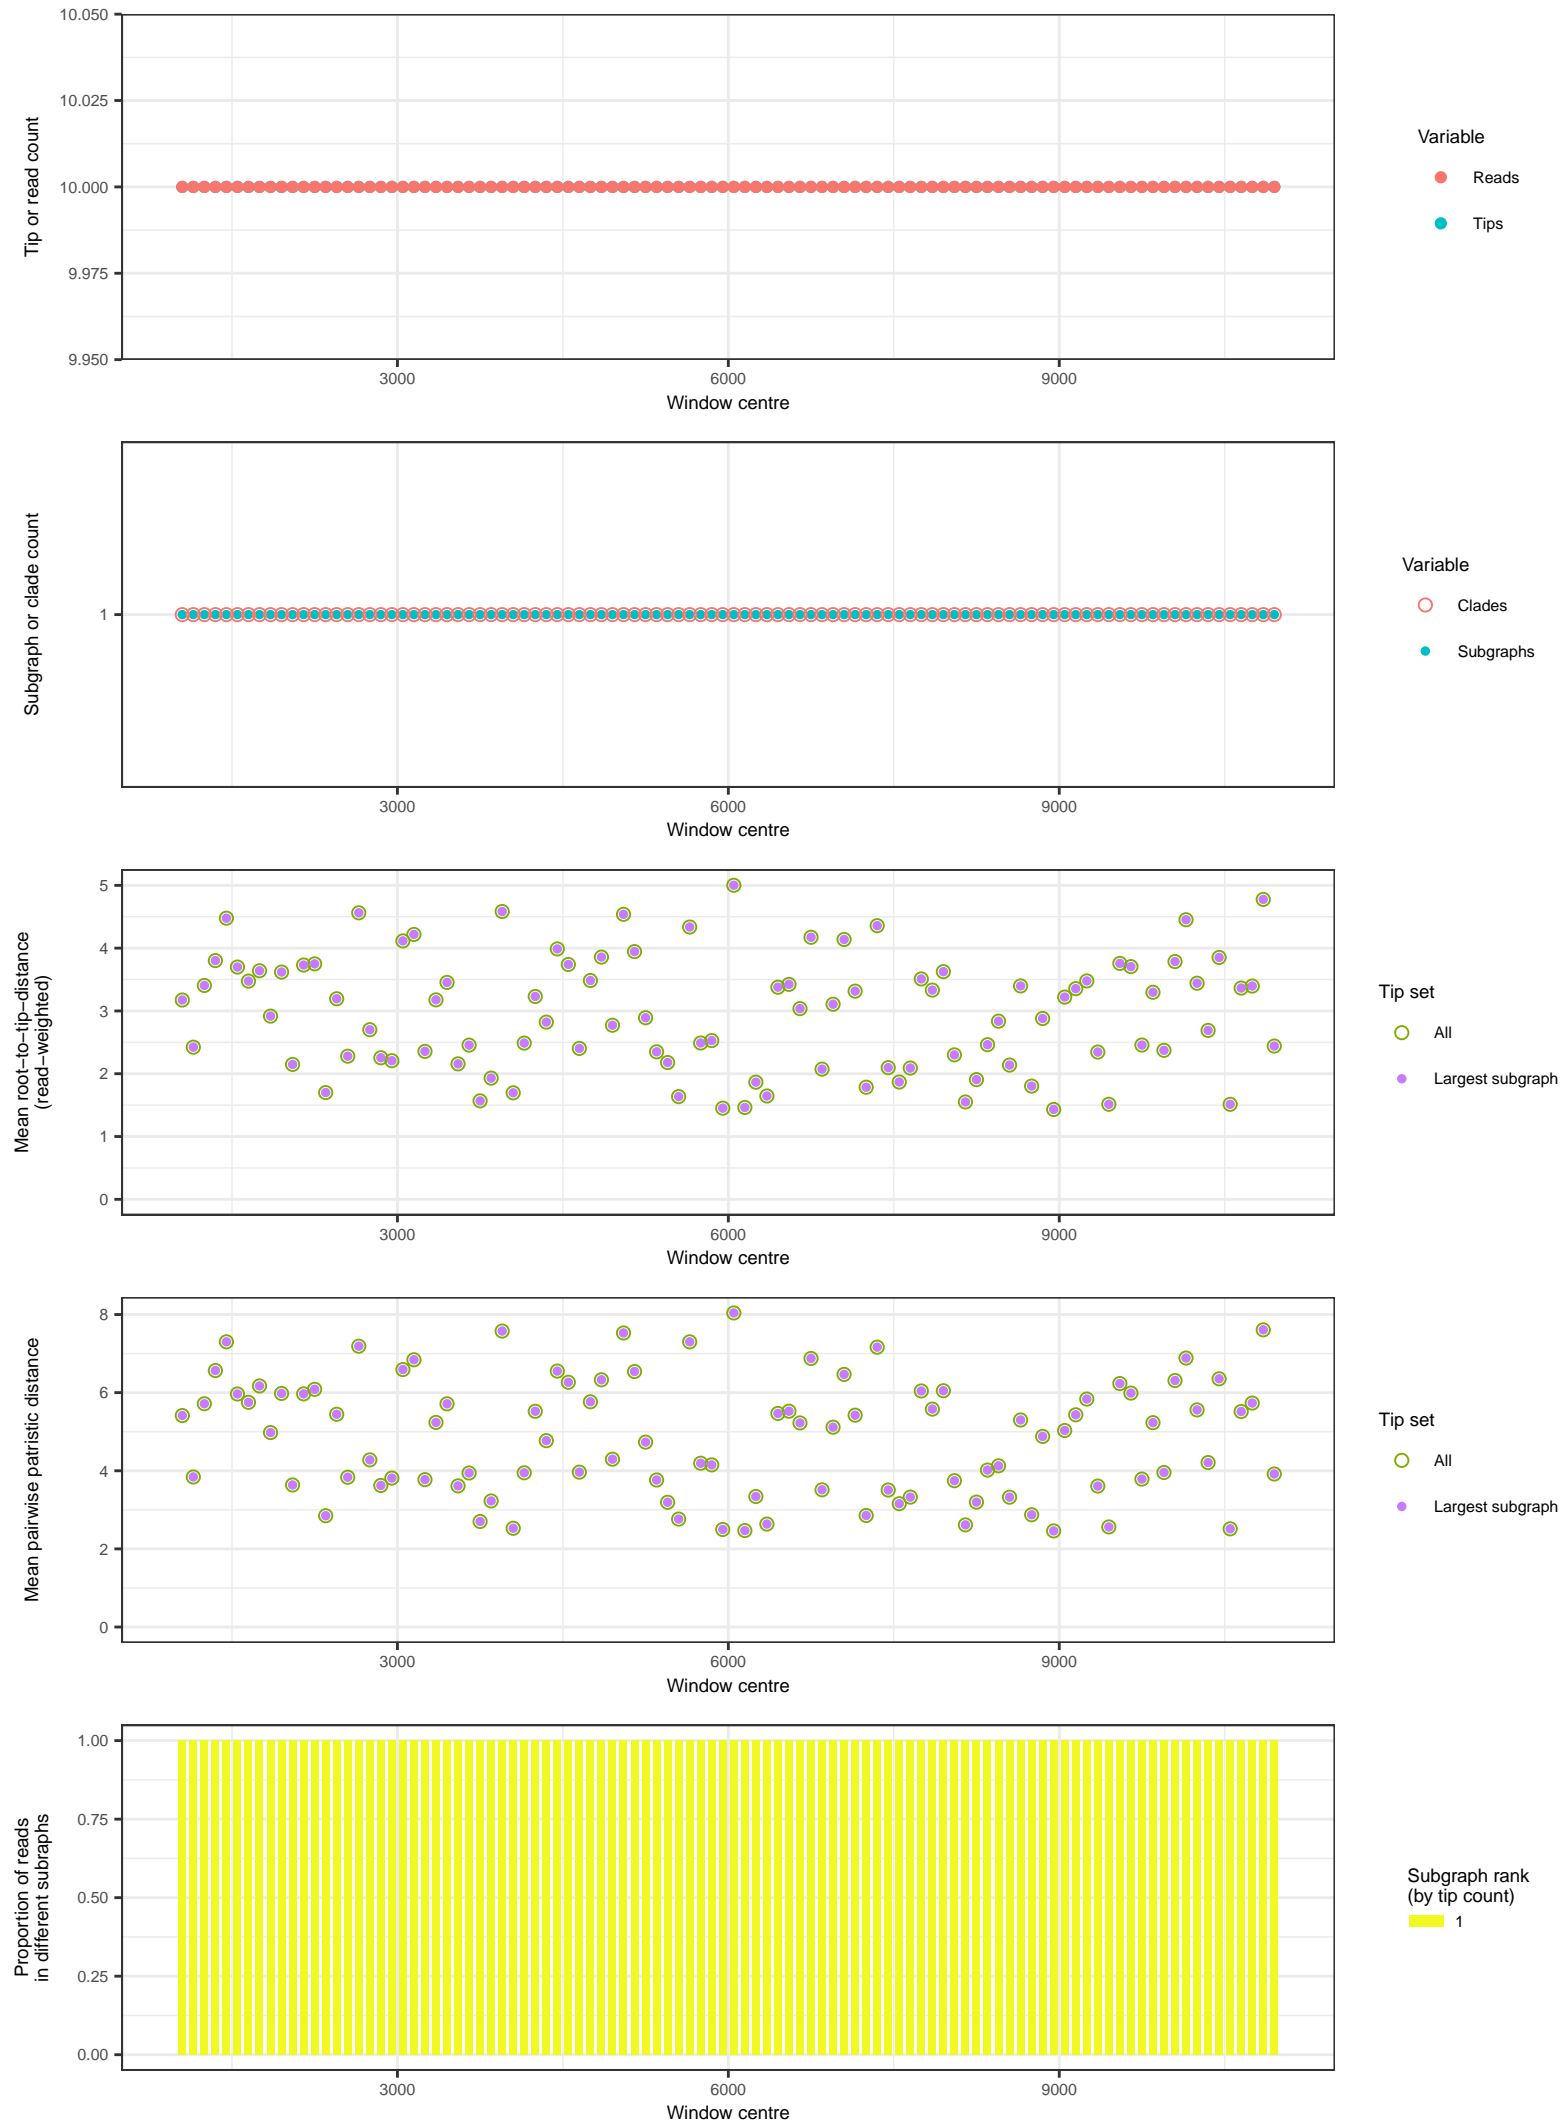 10.050
10.025
10.000
9.975
9.950
Tip or read count
3000 6000 9000
Window centre
Variable
Reads
Tips
1
Subgraph or clade count
3000 6000 9000
Window centre
Variable
Clades
Subgraphs
5
4
3
2
1
0
Mean root−to−tip−distance
(read−weighted)
3000 6000 9000
Window centre
Tip set
All
Largest subgraph
8
6
4
2
0
Mean pairwise patristic distance
3000 6000 9000
Window centre
Tip set
All
Largest subgraph
1.00
0.75
0.50
0.25
0.00
Proportion of reads
in different subraphs
3000 6000 9000
Window centre
Subgraph rank
(by tip count)
1